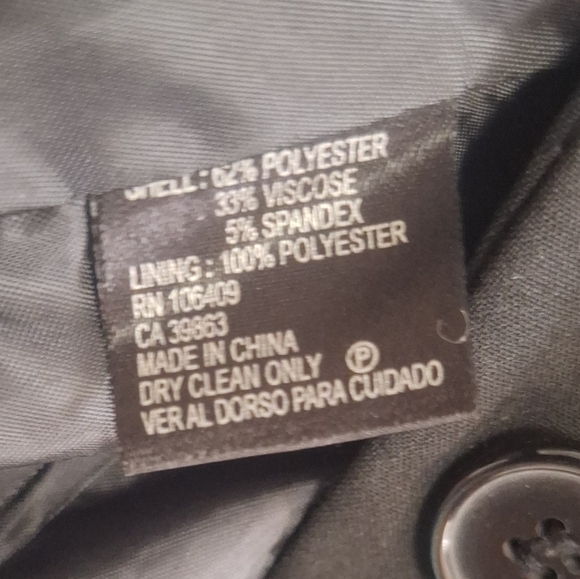 SHELL: 62% POLYESTER
33% VISCOSE
5% SPANDEX
LINING: 100% POLYESTER
RN 106409
CA 39863
MADE IN CHINA
DRY CLEAN ONLY Ⓟ
VER AL DORSO PARA CUIDADO